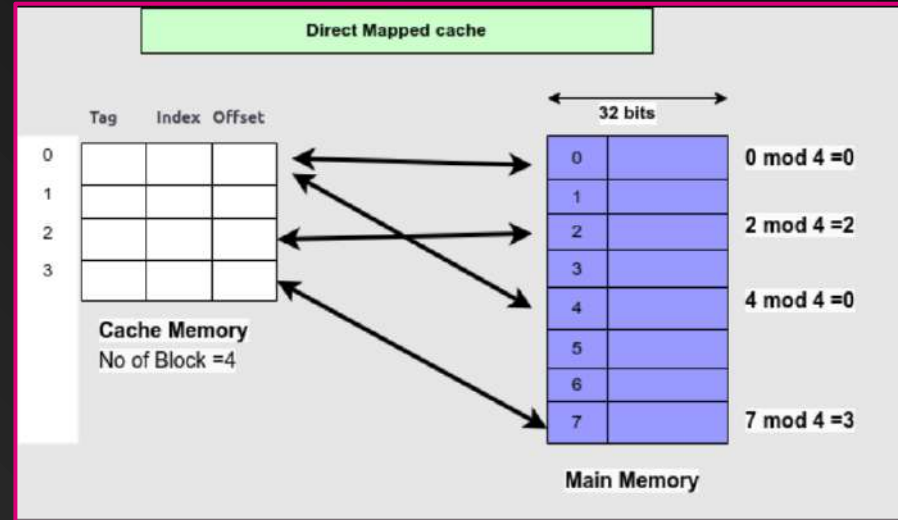 Direct Mapped cache
Tag Index Offset
0
1
2
3
Cache Memory
No of Block =4
32 bits
0 0 mod 4 =0
1
2 2 mod 4 =2
3
4 4 mod 4 =0
5
6
7 7 mod 4 =3
Main Memory